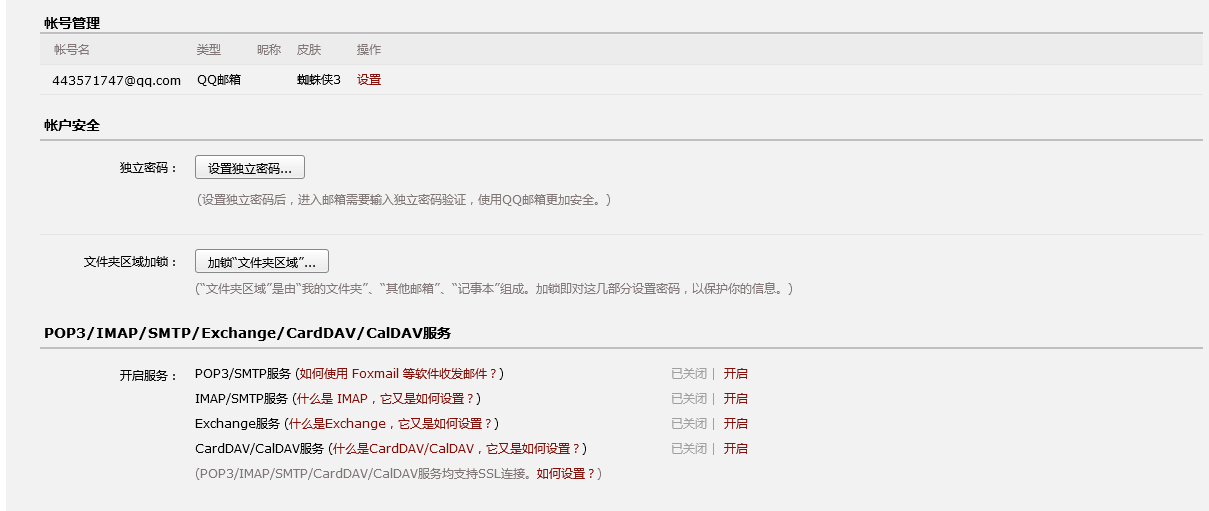 帐号管理
帐号名 类型 昵称 皮肤 操作
443571747@qq.com QQ邮箱 蜘蛛侠3 设置
帐户安全
独立密码： 设置独立密码...
(设置独立密码后，进入邮箱需要输入独立密码验证，使用QQ邮箱更加安全。)
文件夹区域加锁： 加锁“文件夹区域”...
(“文件夹区域”是由“我的文件夹”、“其他邮箱”、“记事本”组成。加锁即对这几部分设置密码，以保护你的信息。)
POP3/IMAP/SMTP/Exchange/CardDAV/CalDAV服务
开启服务： POP3/SMTP服务 (如何使用 Foxmail 等软件收发邮件？) 已关闭 | 开启
IMAP/SMTP服务 (什么是 IMAP，它又是如何设置？) 已关闭 | 开启
Exchange服务 (什么是Exchange，它又是如何设置？) 已关闭 | 开启
CardDAV/CalDAV服务 (什么是CardDAV/CalDAV，它又是如何设置？) 已关闭 | 开启
(POP3/IMAP/SMTP/CardDAV/CalDAV服务均支持SSL连接。如何设置？)